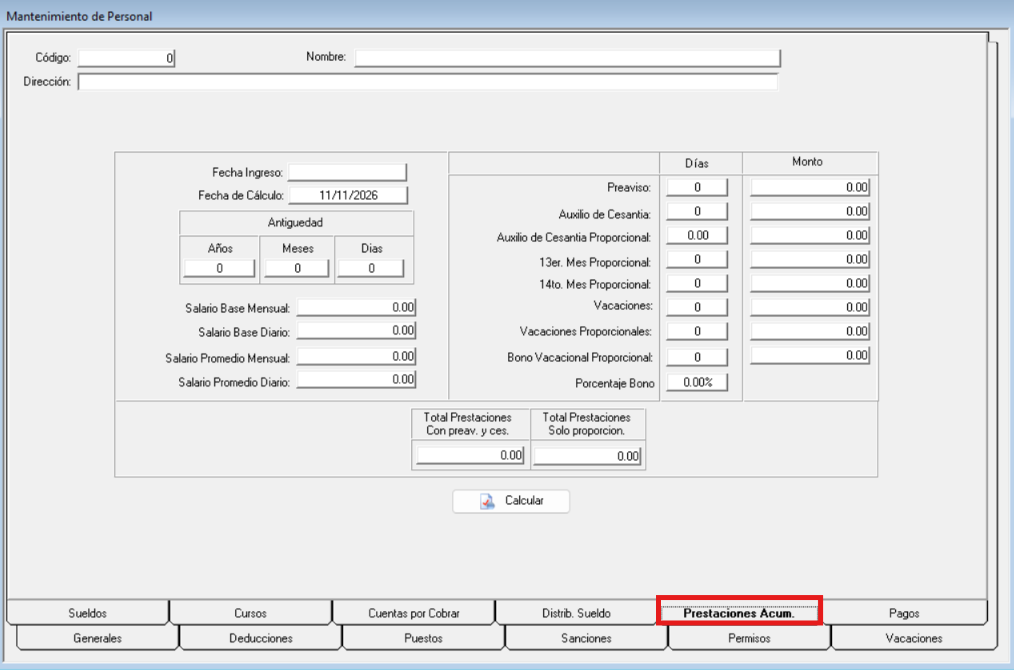 Mantenimiento de Personal
Código: 0 Nombre:
Dirección:
Fecha Ingreso:
Fecha de Cálculo: 11/11/2026
Antiguedad
Años Meses Dias
0 0 0
Salario Base Mensual: 0.00
Salario Base Diario: 0.00
Salario Promedio Mensual: 0.00
Salario Promedio Diario: 0.00
Días Monto
Preaviso: 0 0.00
Auxilio de Cesantia: 0 0.00
Auxilio de Cesantia Proporcional: 0.00 0.00
13er. Mes Proporcional: 0 0.00
14to. Mes Proporcional: 0 0.00
Vacaciones: 0 0.00
Vacaciones Proporcionales: 0 0.00
Bono Vacacional Proporcional: 0 0.00
Porcentaje Bono 0.00%
Total Prestaciones Total Prestaciones
Con preav. y ces. Solo proporcion.
0.00 0.00
Calcular
Sueldos Cursos Cuentas por Cobrar Distrib. Sueldo Prestaciones Acum. Pagos
Generales Deducciones Puestos Sanciones Permisos Vacaciones